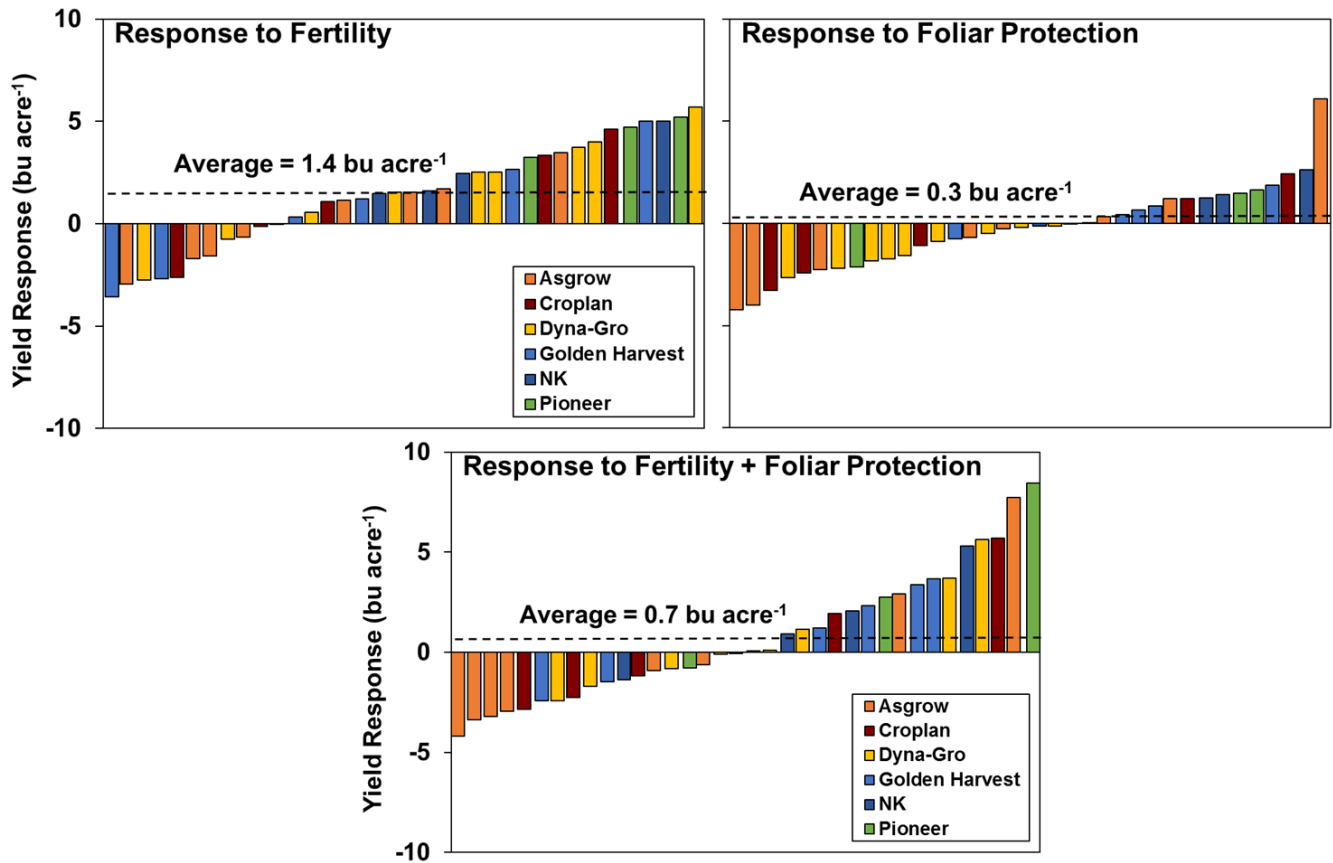 Response to Fertility
Yield Response (bu acre-1)
10
5
0
-5
-10
Average = 1.4 bu acre-1
Asgrow
Croplan
Dyna-Gro
Golden Harvest
NK
Pioneer
Response to Foliar Protection
Average = 0.3 bu acre-1
Response to Fertility + Foliar Protection
Yield Response (bu acre-1)
10
5
0
-5
-10
Average = 0.7 bu acre-1
Asgrow
Croplan
Dyna-Gro
Golden Harvest
NK
Pioneer